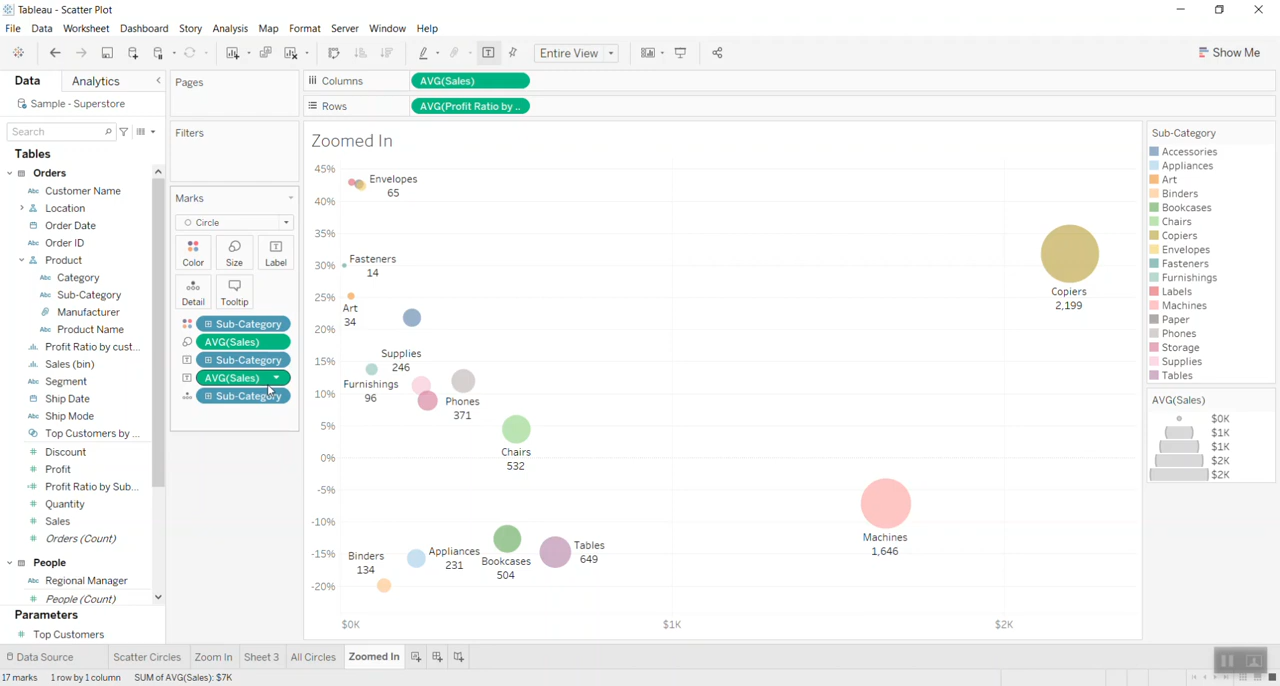 Tableau - Scatter Plot
File Data Worksheet Dashboard Story Analysis Map Format Server Window Help
Entire View
Show Me
Data Analytics
Sample - Superstore
Search
Tables
Orders
Abc Customer Name
Location
Order Date
Abc Order ID
Product
Abc Category
Abc Sub-Category
Manufacturer
Abc Product Name
Profit Ratio by cust...
Sales (bin)
Abc Segment
Ship Date
Abc Ship Mode
Top Customers by ...
# Discount
# Profit
# Profit Ratio by Sub...
# Quantity
# Sales
# Orders (Count)
People
Abc Regional Manager
# People (Count)
Parameters
# Top Customers
Pages
Filters
Marks
Circle
Color Size Label
Detail Tooltip
Sub-Category
AVG(Sales)
Sub-Category
AVG(Sales)
Sub-Category
Columns AVG(Sales)
Rows AVG(Profit Ratio by ..
Zoomed In
45%
40%
35%
30%
25%
20%
15%
10%
5%
0%
-5%
-10%
-15%
-20%
Envelopes
65
Fasteners
14
Art
34
Supplies
246
Furnishings
96
Phones
371
Chairs
532
Copiers
2,199
Machines
1,646
Binders
134
Appliances
231
Bookcases
504
Tables
649
$0K $1K $2K
Sub-Category
Accessories
Appliances
Art
Binders
Bookcases
Chairs
Copiers
Envelopes
Fasteners
Furnishings
Labels
Machines
Paper
Phones
Storage
Supplies
Tables
AVG(Sales)
$0K
$1K
$1K
$2K
$2K
Data Source Scatter Circles Zoom In Sheet 3 All Circles Zoomed In
17 marks 1 row by 1 column SUM of AVG(Sales): $7K